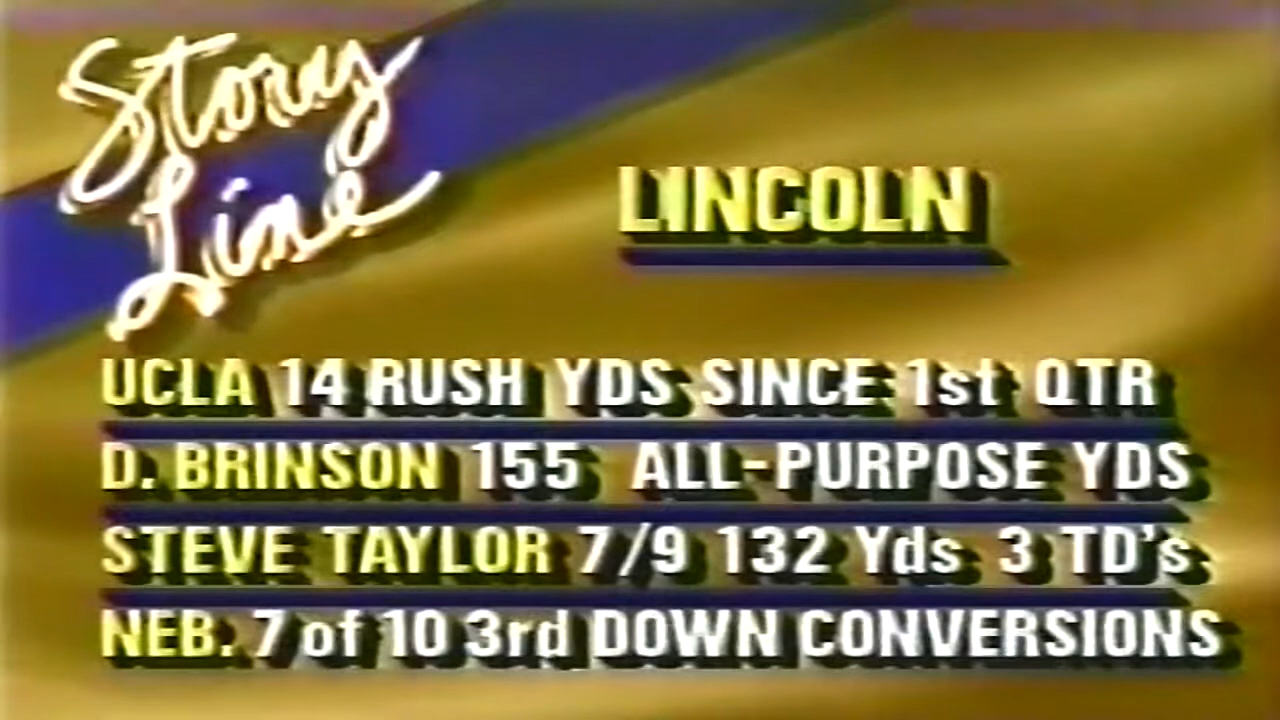 Story
Line
LINCOLN
UCLA 14 RUSH YDS SINCE 1st QTR
D. BRINSON 155 ALL-PURPOSE YDS
STEVE TAYLOR 7/9 132 Yds 3 TD's
NEB. 7 of 10 3rd DOWN CONVERSIONS